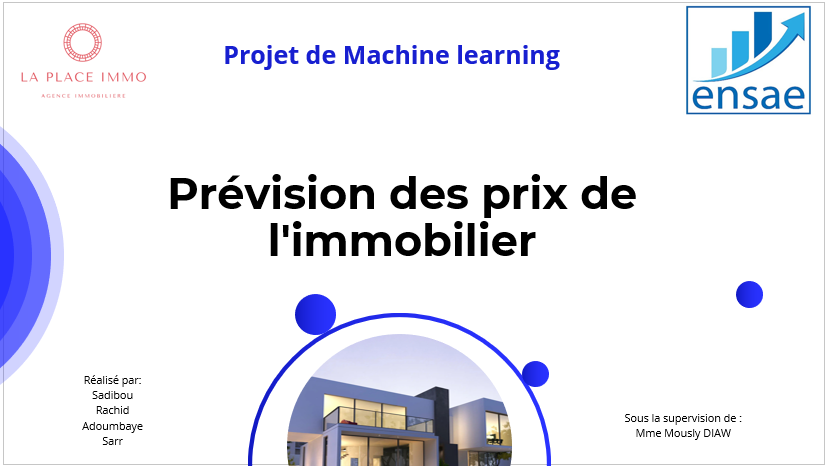 LA PLACE IMMO
AGENCE IMMOBILIERE
Projet de Machine learning
ensae
Prévision des prix de
l'immobilier
Réalisé par:
Sadibou
Rachid
Adoumbaye
Sarr
Sous la supervision de :
Mme Mously DIAW